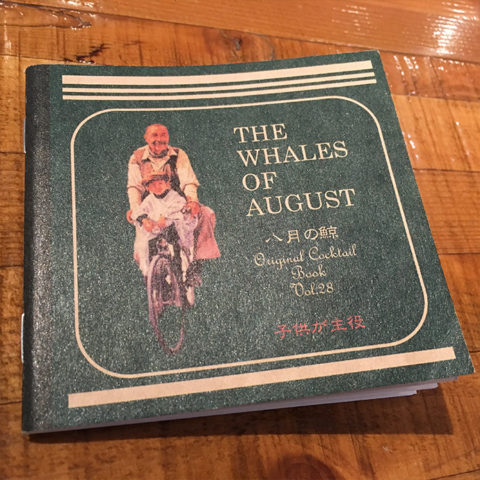 THE
WHALES
OF
AUGUST
八月の鯨
Original Cocktail
Book
Vol.28
子供が主役